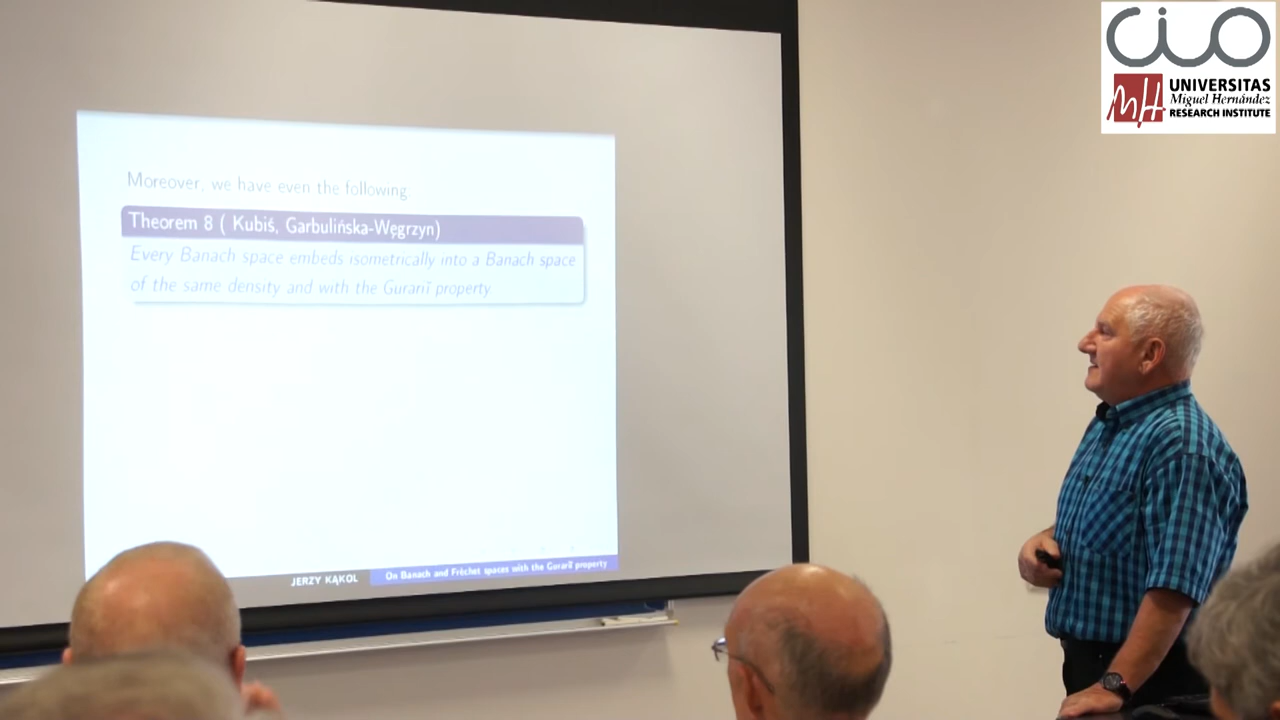 CIO
UNIVERSITAS
Miguel Hernández
RESEARCH INSTITUTE
Moreover, we have even the following.
Theorem 8 ( Kubiś, Garbulińska-Węgrzyn)
Every Banach space embeds isometrically into a Banach space
of the same density and with the Gurariĭ property.
JERZY KĄKOL
On Banach and Frèchet spaces with the Gurariĭ property